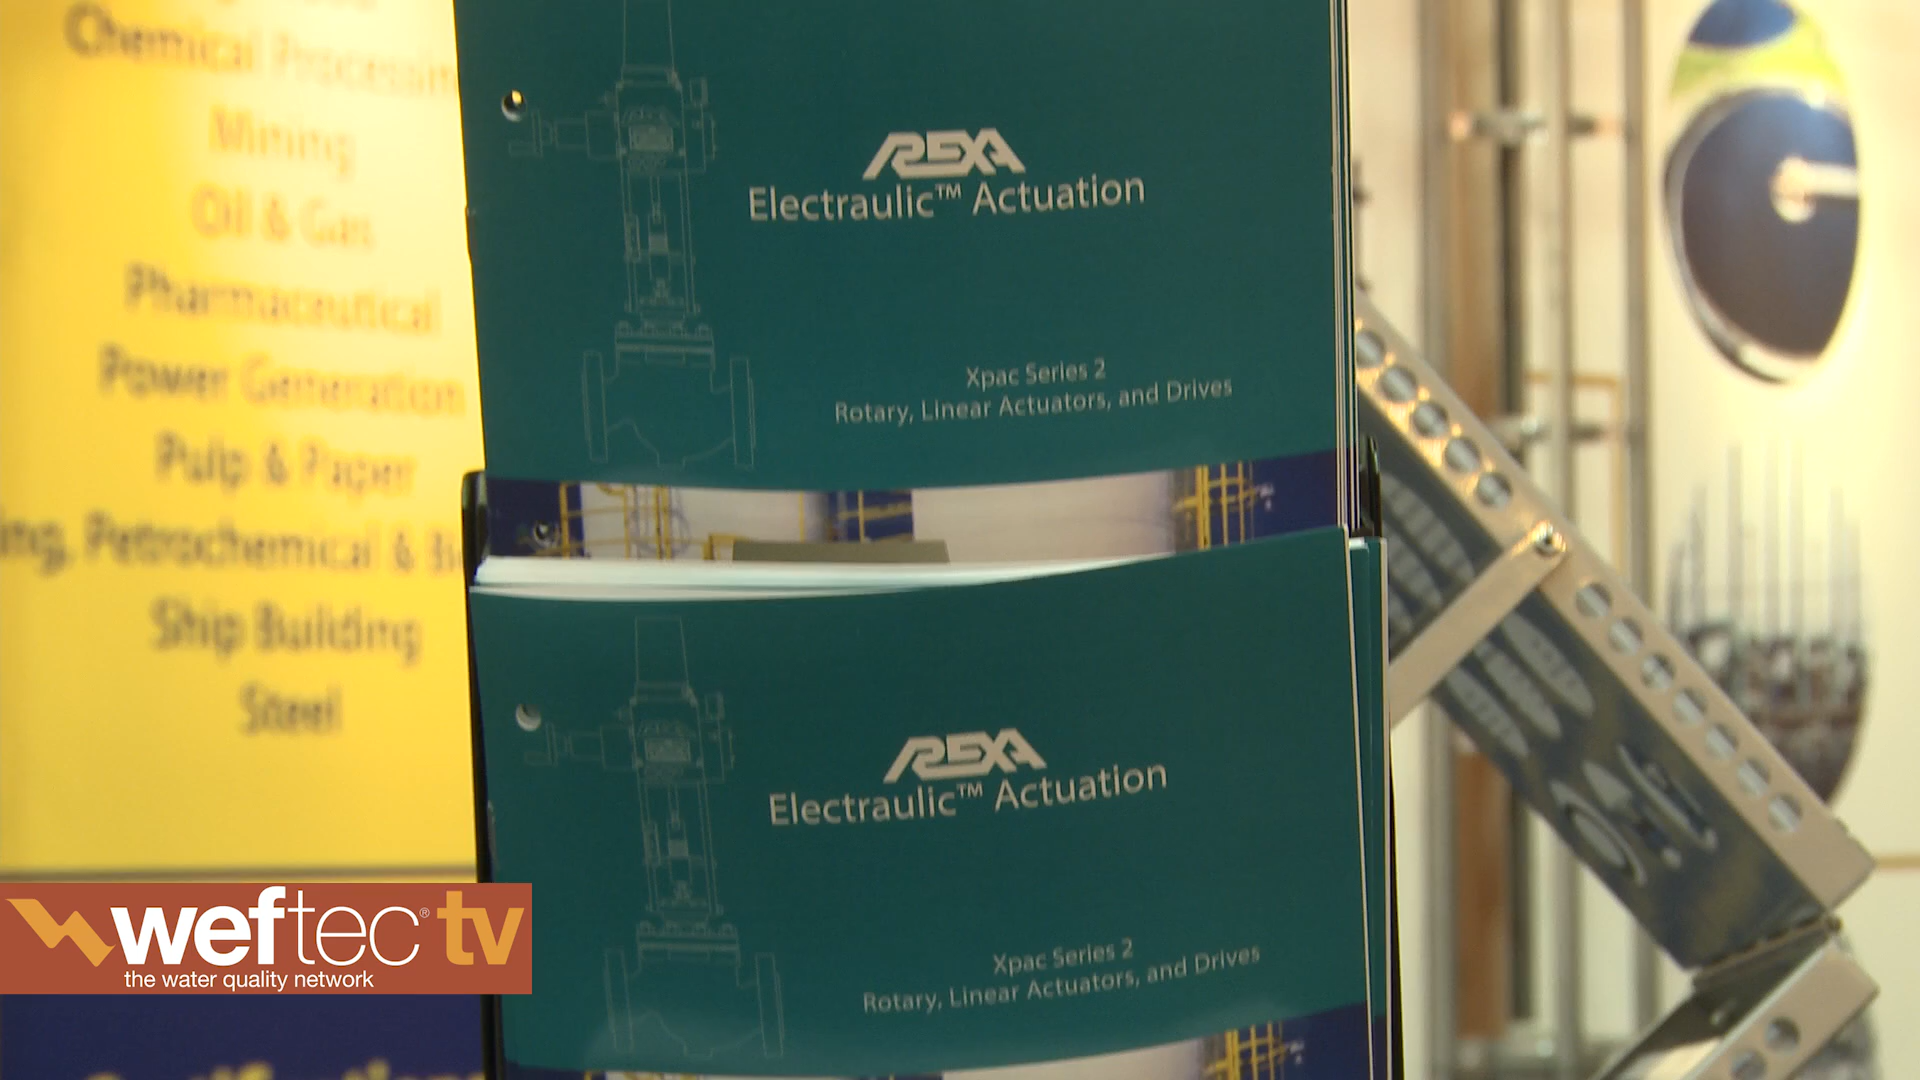 Chemical Processing
Mining
Oil & Gas
Pharmaceutical
Power Generation
Pulp & Paper
ing, Petrochemical & Bi
Ship Building
Steel
REXA
Electraulic™ Actuation
Xpac Series 2
Rotary, Linear Actuators, and Drives
REXA
Electraulic™ Actuation
Xpac Series 2
Rotary, Linear Actuators, and Drives
weftec® tv
the water quality network